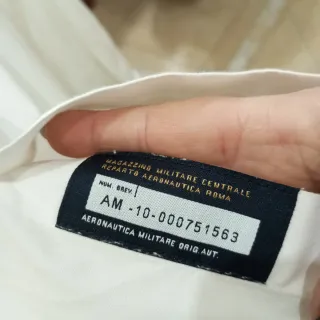 MAGAZZINO MILITARE CENTRALE
REPARTO AERONAUTICA ROMA
NUM. BREV.
AM -10-000751563
AERONAUTICA MILITARE ORIG. AUT.